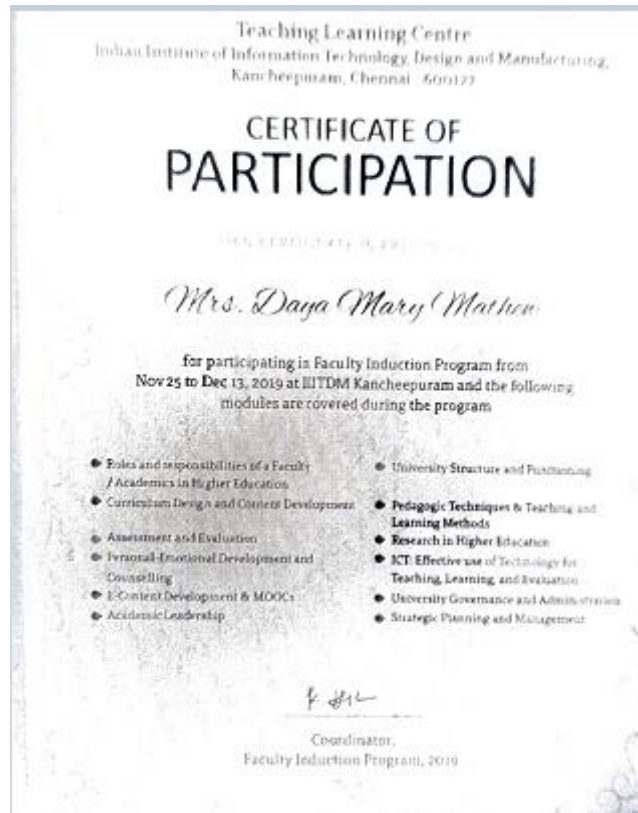 Teaching Learning Centre
Indian Institute of Information Technology, Design and Manufacturing,
Kancheepuram, Chennai 600127
CERTIFICATE OF
PARTICIPATION
Mrs. Daya Mary Mathew
for participating in Faculty Induction Program from
Nov 25 to Dec 13, 2019 at IIITDM Kancheepuram and the following
modules are covered during the program
Roles and responsibilities of a Faculty
/ Academics in Higher Education
Curriculum Design and Content Development
Assessment and Evaluation
Personal-Emotional Development and
Counselling
E-Content Development & MOOCs
Academic Leadership
University Structure and Functioning
Pedagogic Techniques & Teaching and
Learning Methods
Research in Higher Education
ICT: Effective use of Technology for
Teaching, Learning, and Evaluation
University Governance and Administration
Strategic Planning and Management
Coordinator,
Faculty Induction Program, 2019